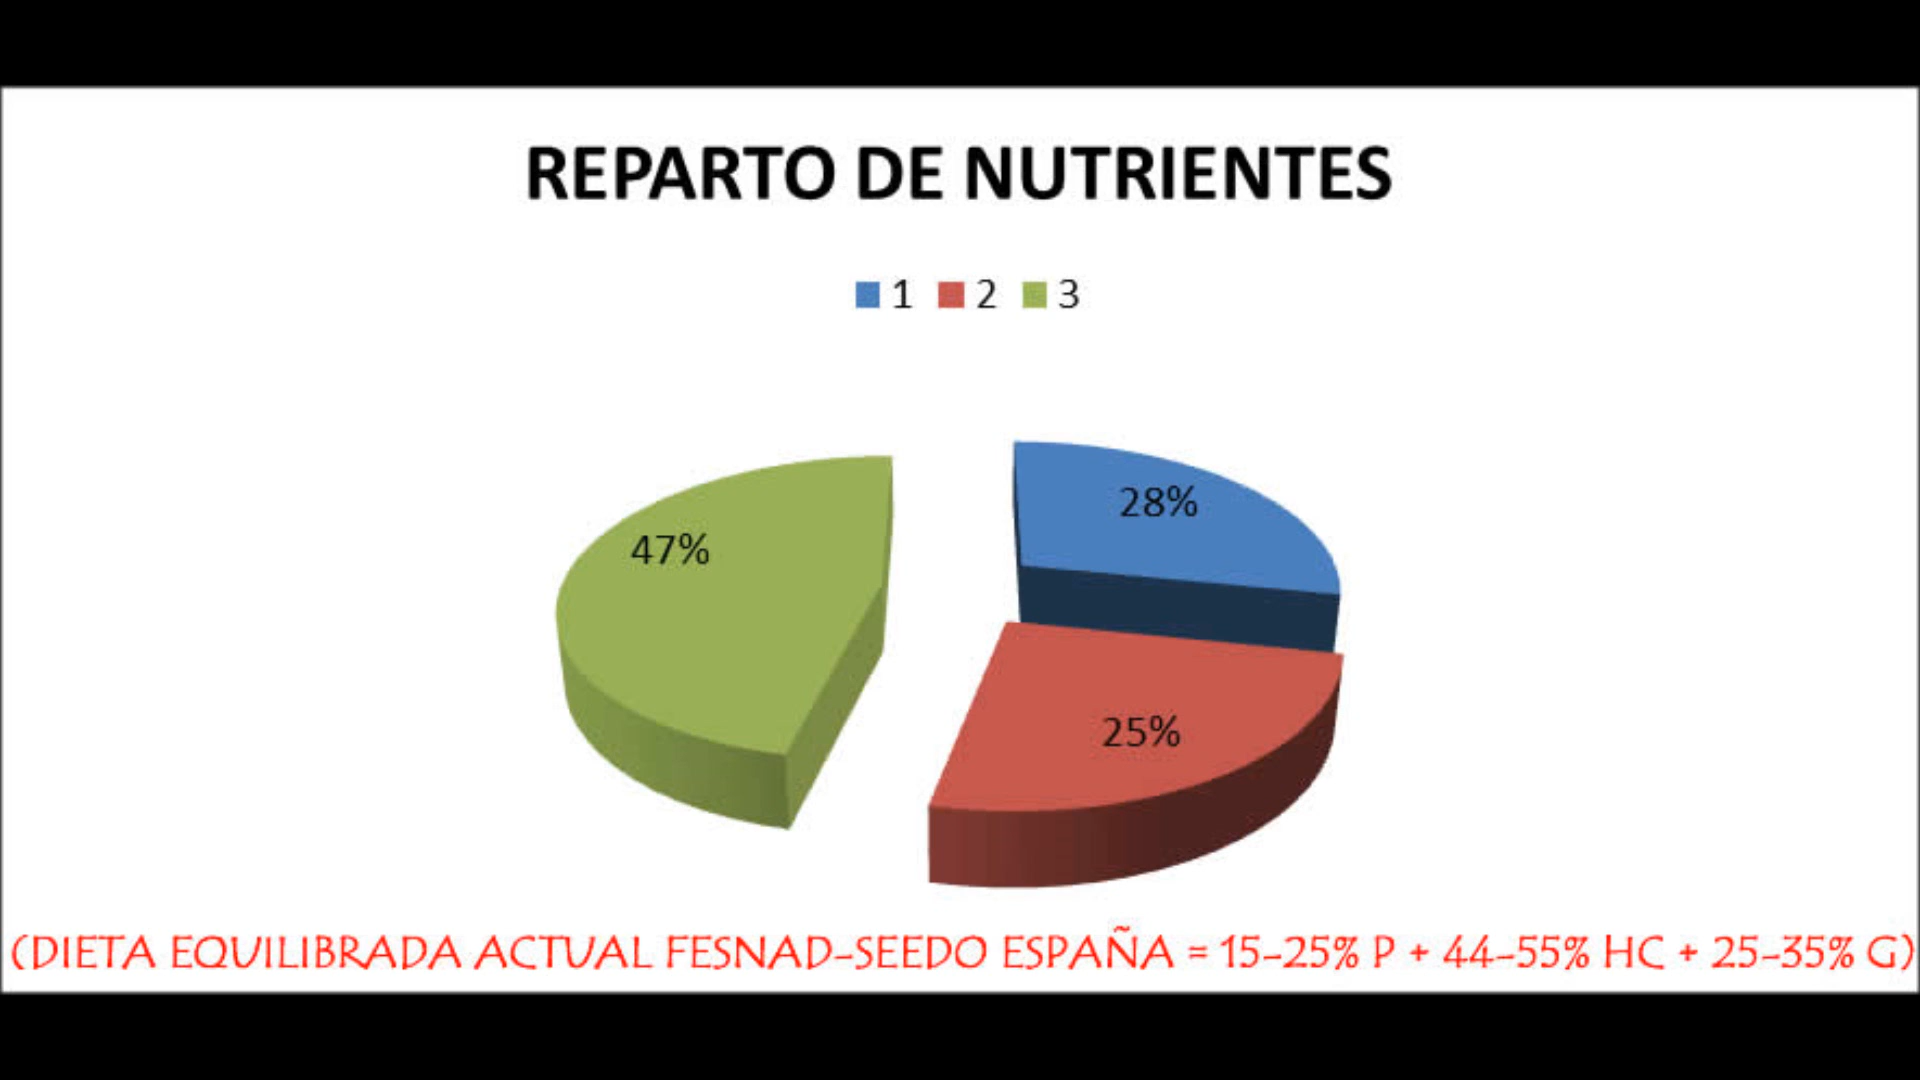 REPARTO DE NUTRIENTES
1 2 3
28%
47%
25%
(DIETA EQUILIBRADA ACTUAL FESNAD-SEEDO ESPAÑA = 15-25% P + 44-55% HC + 25-35% G)